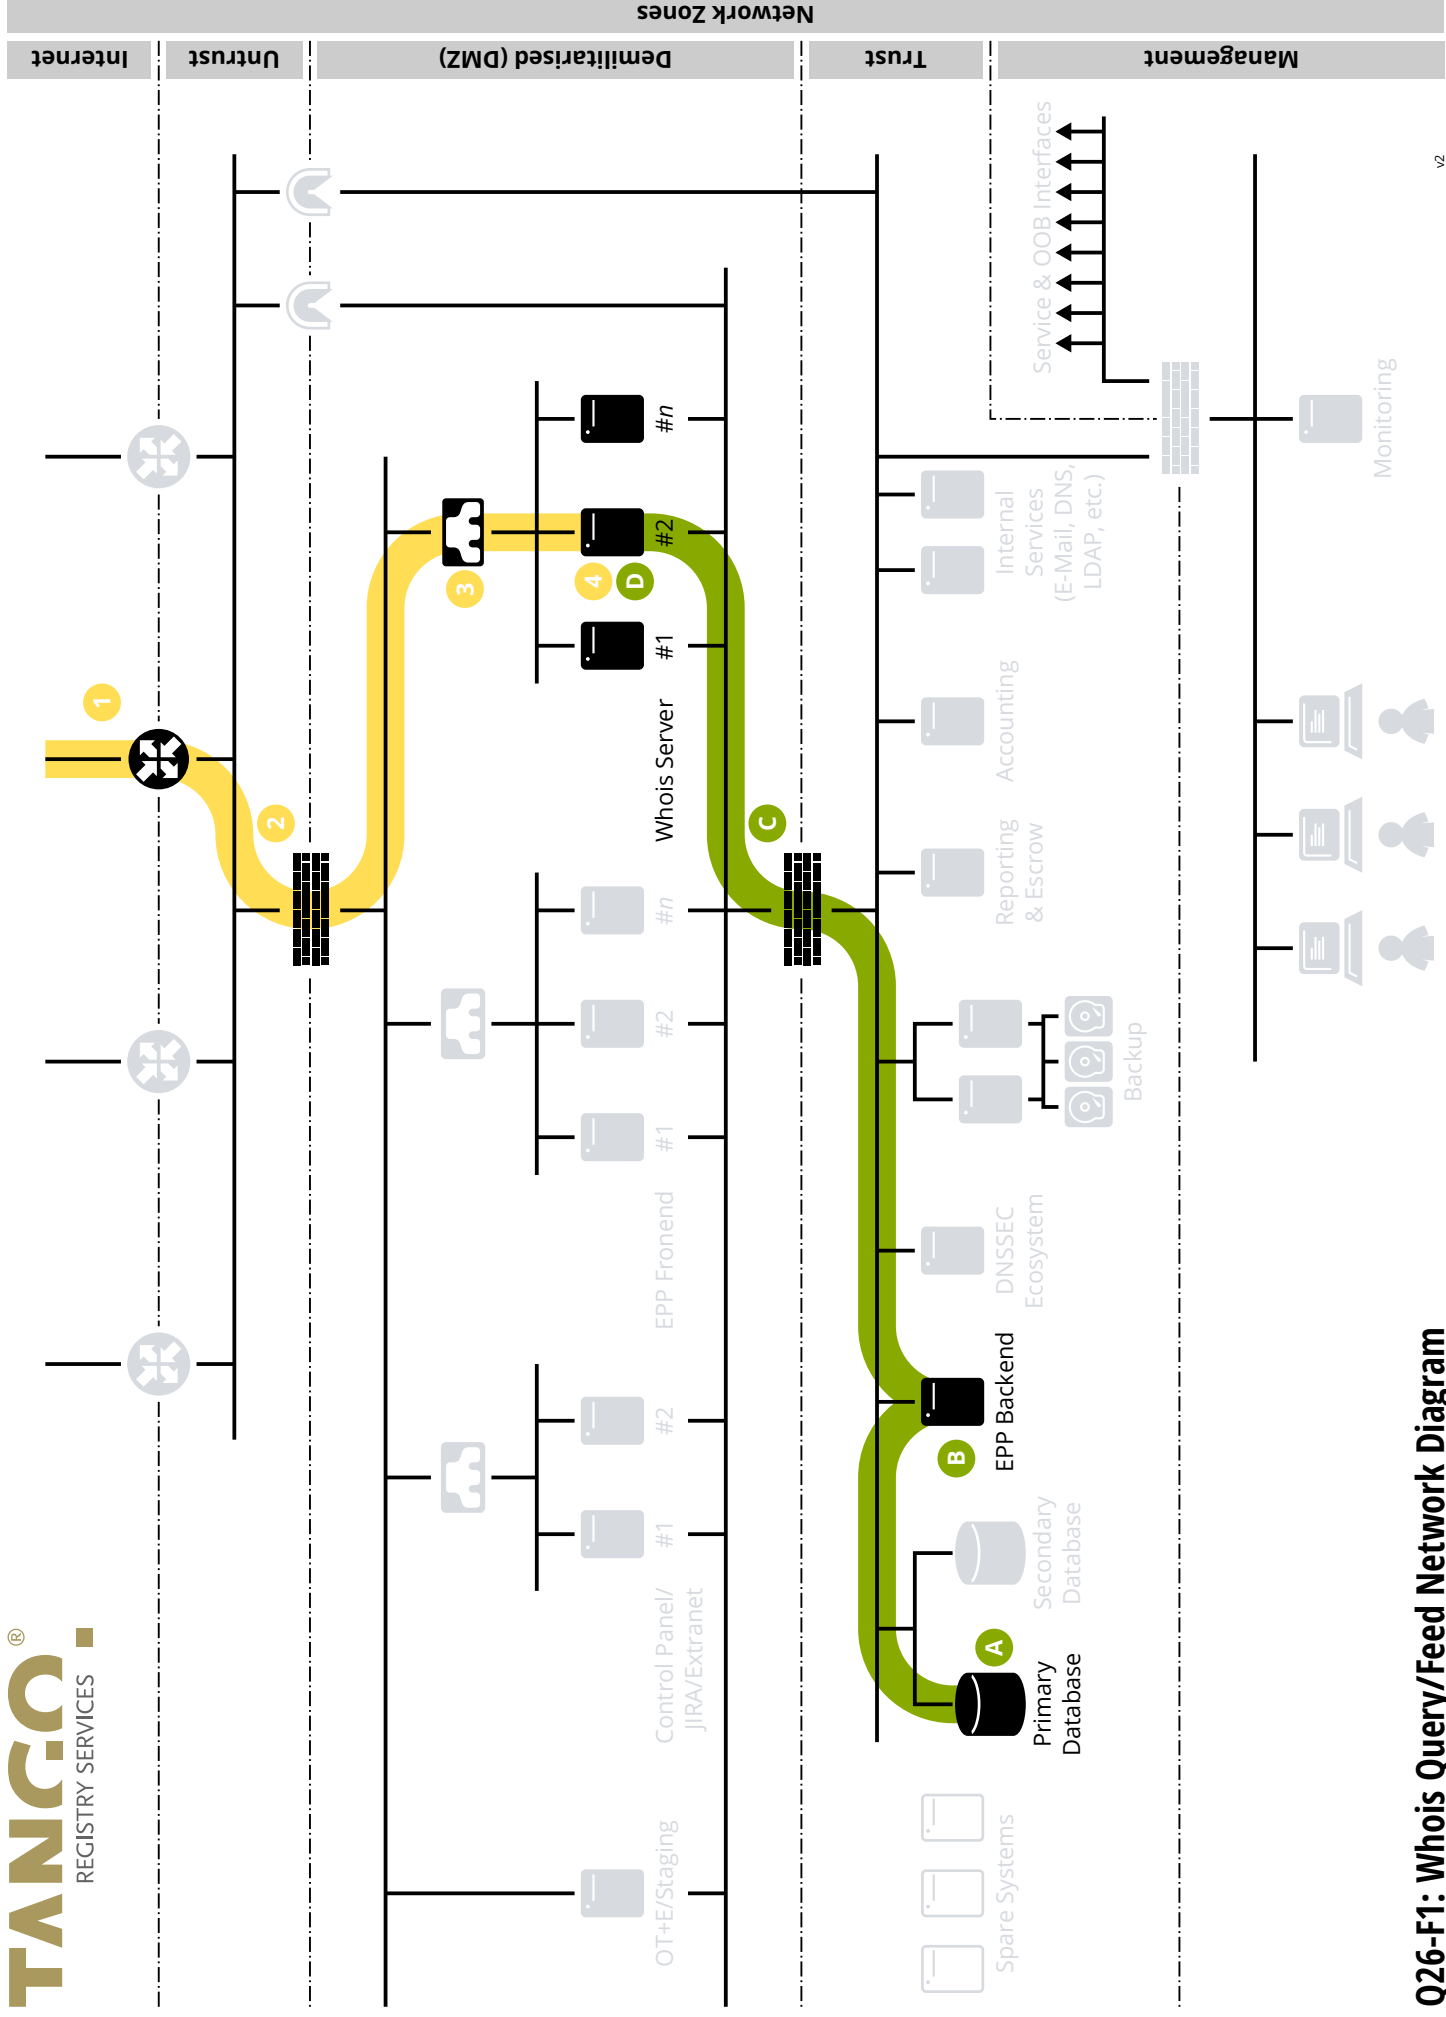 TANGO®
REGISTRY SERVICES
Network Zones
Internet
Untrust
Demilitarised (DMZ)
Trust
Management
1
2
3
4
D
C
B
A
OT+E/Staging
Control Panel/
JIRA/Extranet
#1
#2
EPP Fronend
#1
#2
#n
Whois Server
#1
#2
#n
Spare Systems
Primary
Database
Secondary
Database
EPP Backend
DNSSEC
Ecosystem
Backup
Reporting
& Escrow
Accounting
Internal
Services
(E-Mail, DNS,
LDAP, etc.)
Service & OOB Interfaces
Monitoring
Q26-F1: Whois Query/Feed Network Diagram
v2